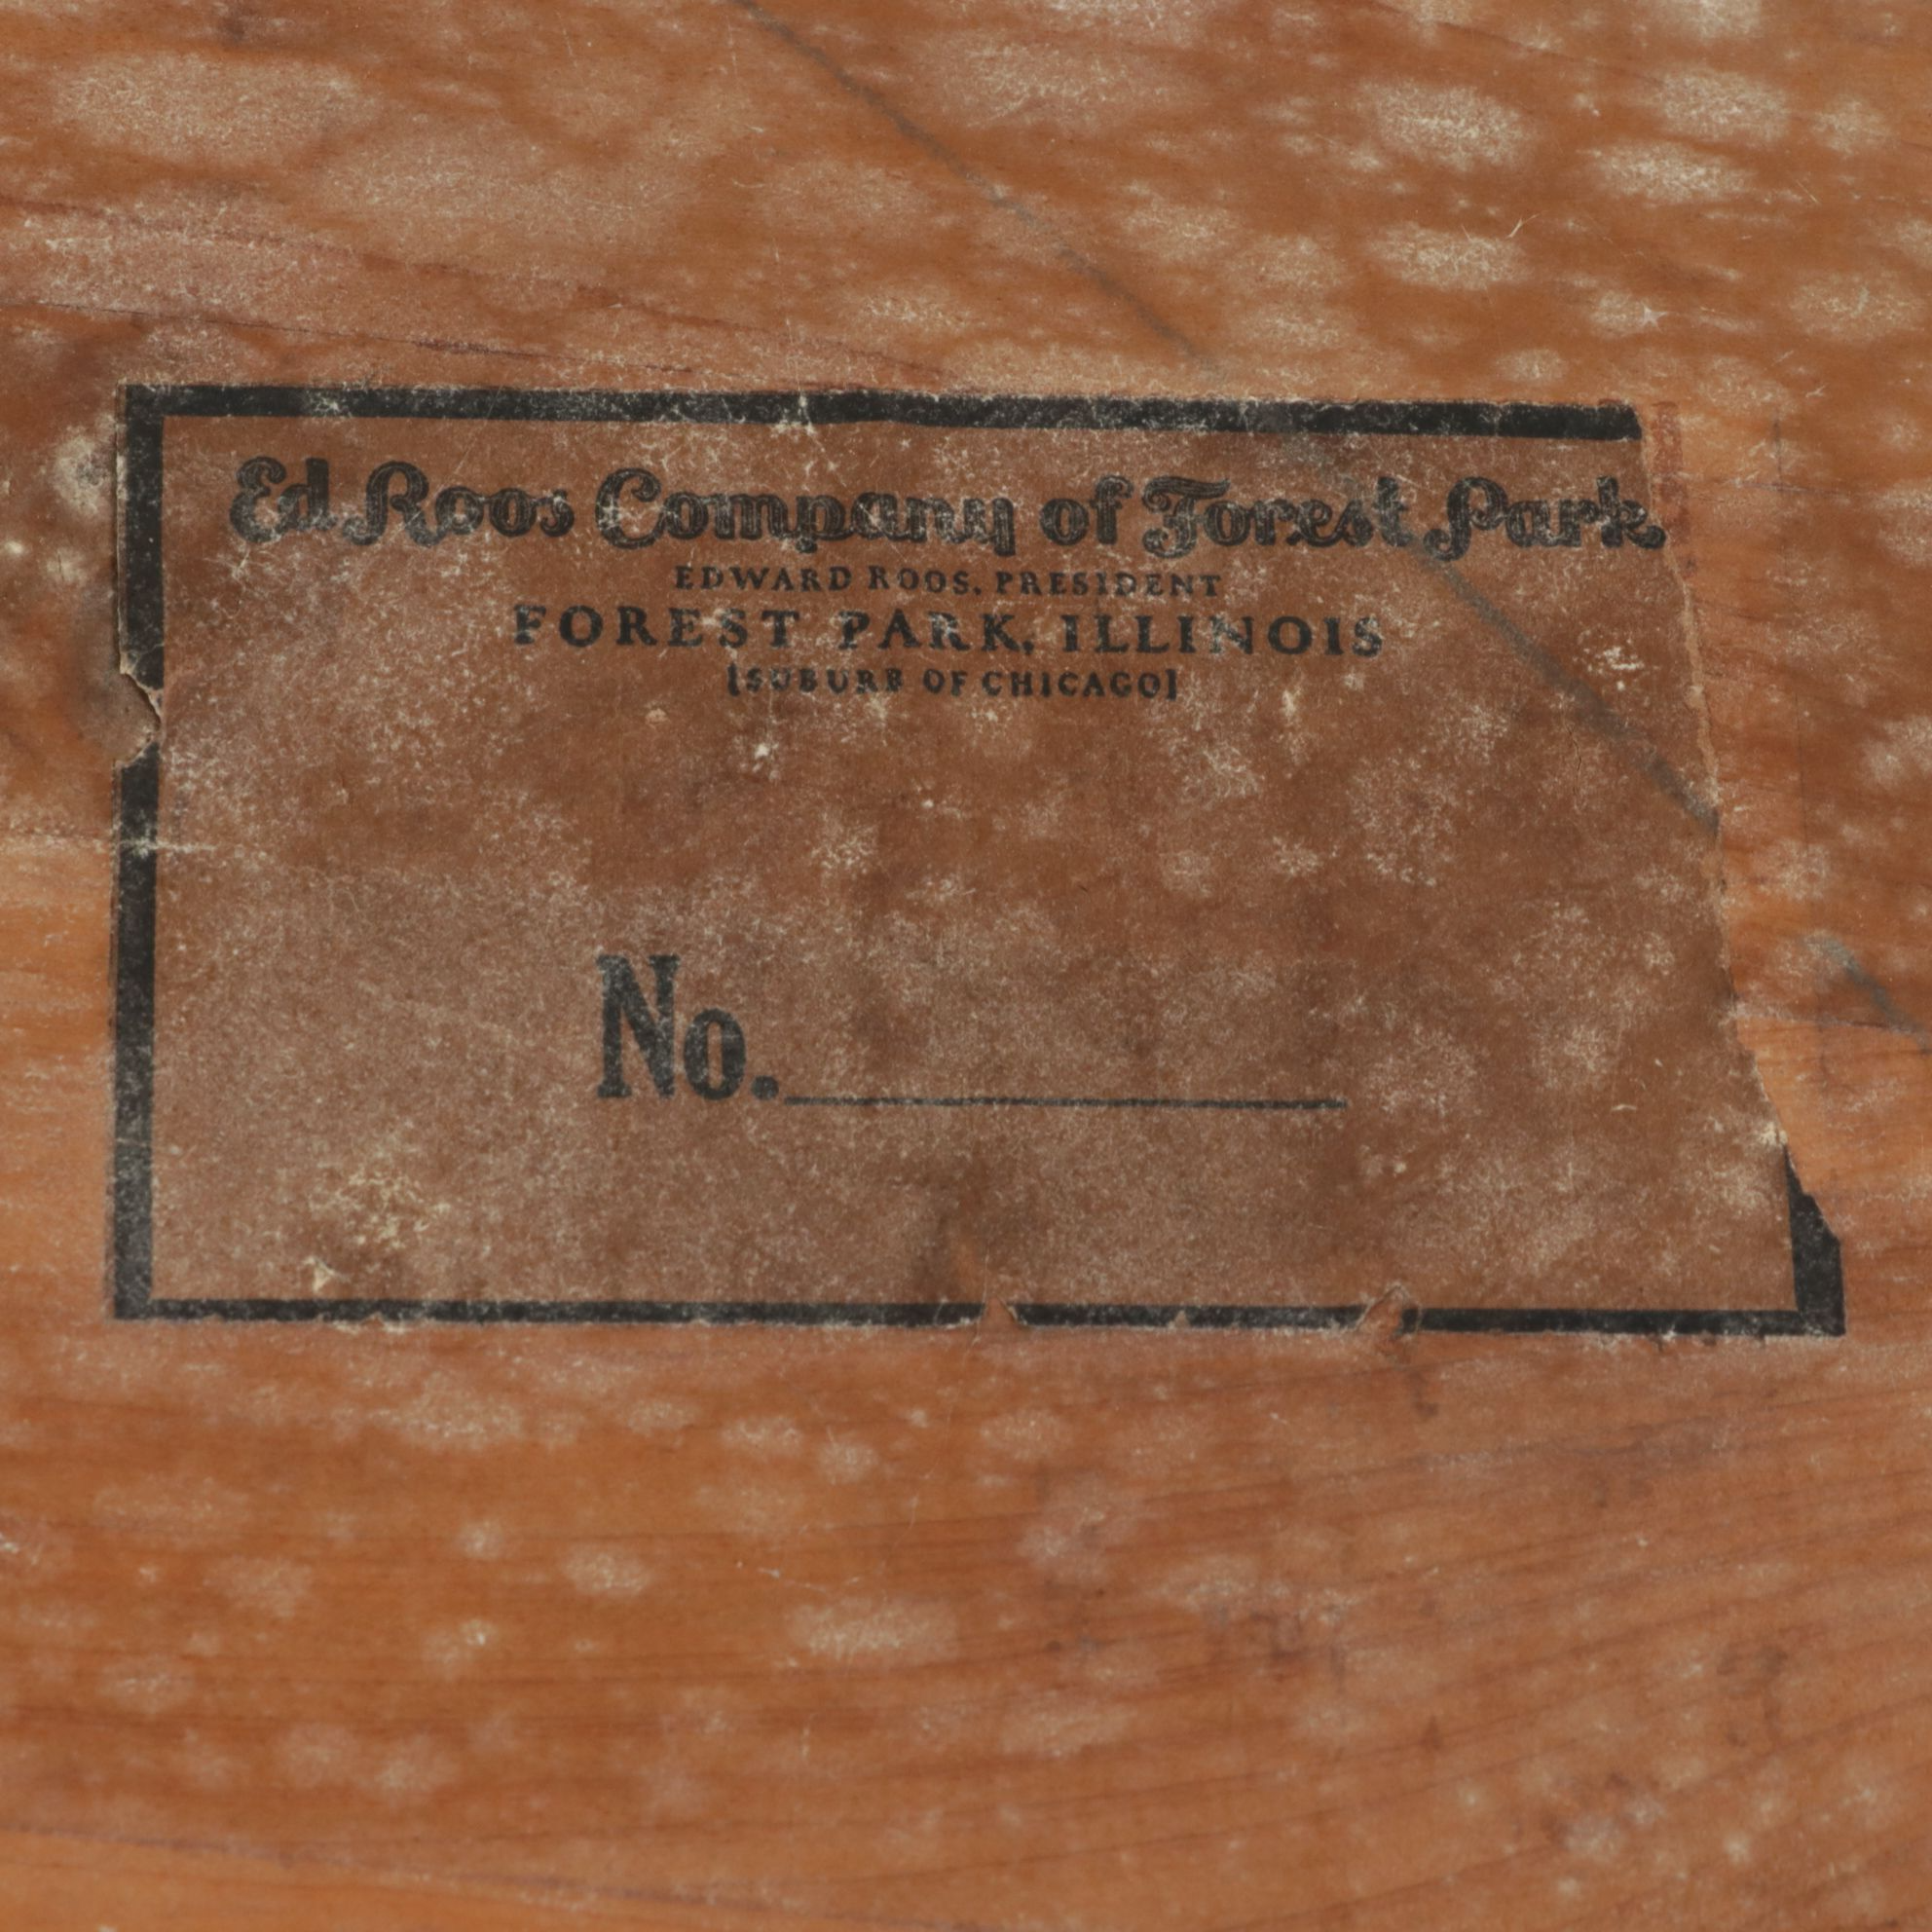 Ed Roos Company of Forest Park
EDWARD ROOS, PRESIDENT
FOREST PARK, ILLINOIS
[SUBURB OF CHICAGO]
No.